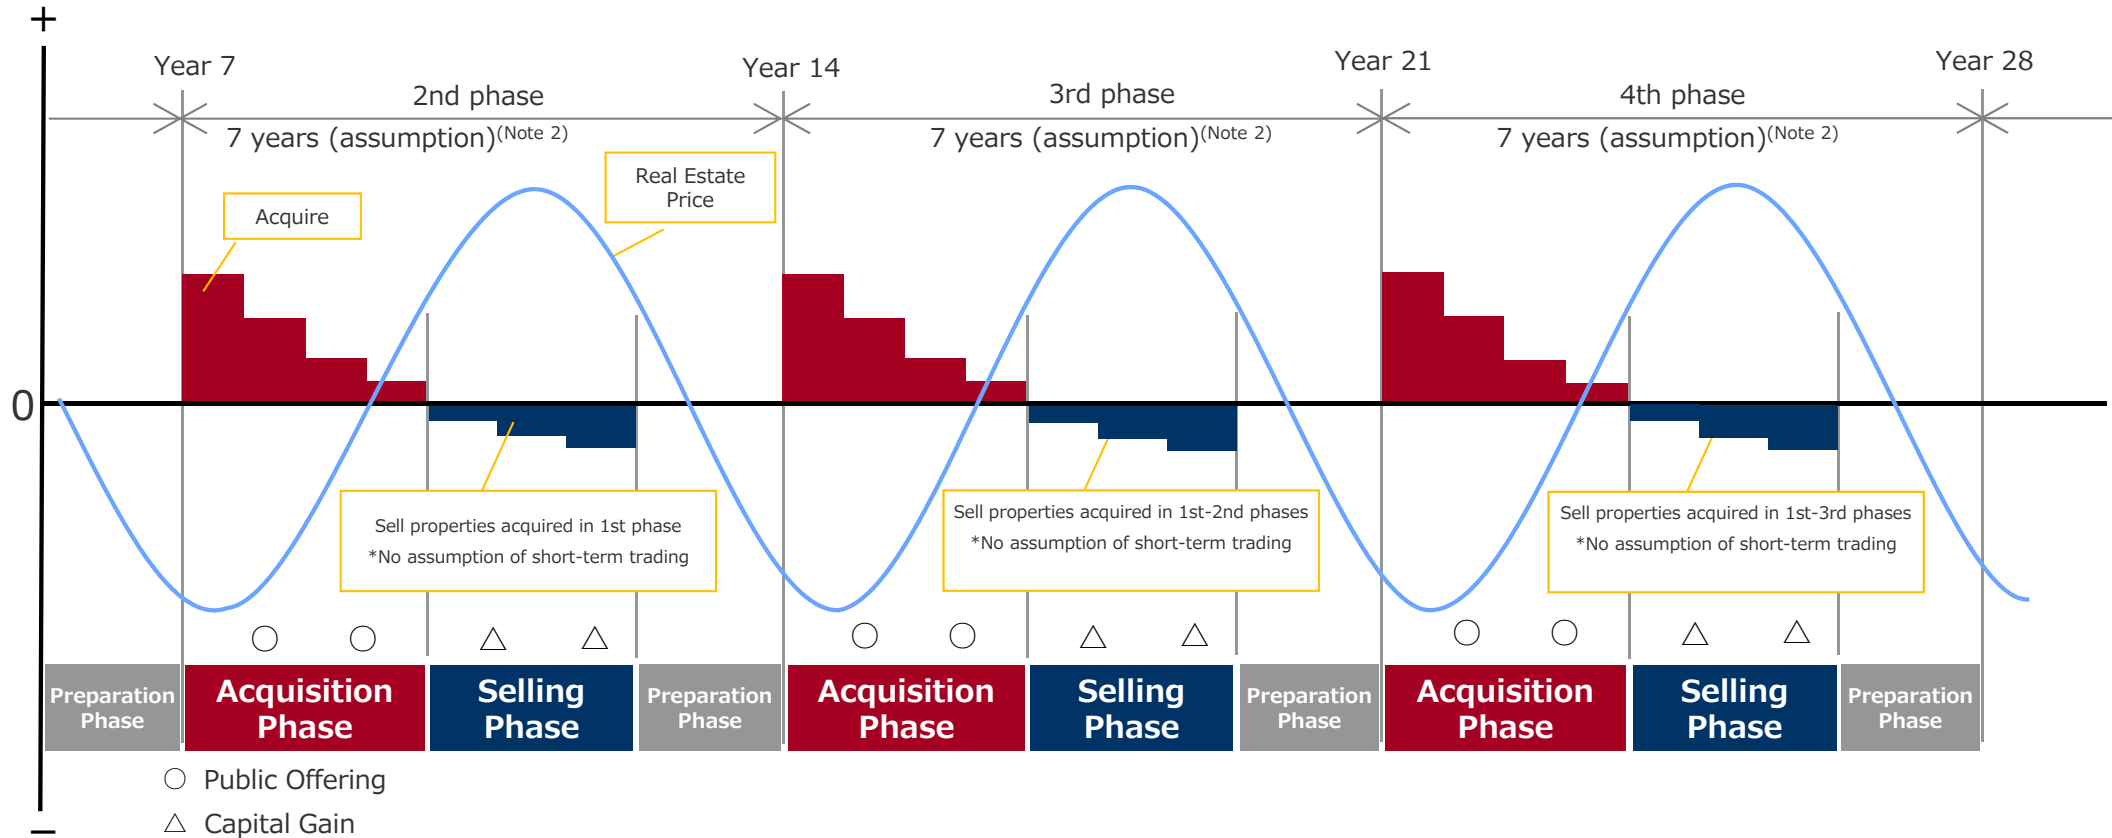 +
Year 7
Year 14
Year 21
Year 28
2nd phase
3rd phase
4th phase
7 years (assumption)(Note 2)
7 years (assumption)(Note 2)
7 years (assumption)(Note 2)
Real Estate
Price
Acquire
0
Sell properties acquired in 1st phase
*No assumption of short-term trading
Sell properties acquired in 1st-2nd phases
*No assumption of short-term trading
Sell properties acquired in 1st-3rd phases
*No assumption of short-term trading
Preparation
Phase
Acquisition
Phase
Selling
Phase
Preparation
Phase
Acquisition
Phase
Selling
Phase
Preparation
Phase
Acquisition
Phase
Selling
Phase
Preparation
Phase
○ Public Offering
△ Capital Gain
−